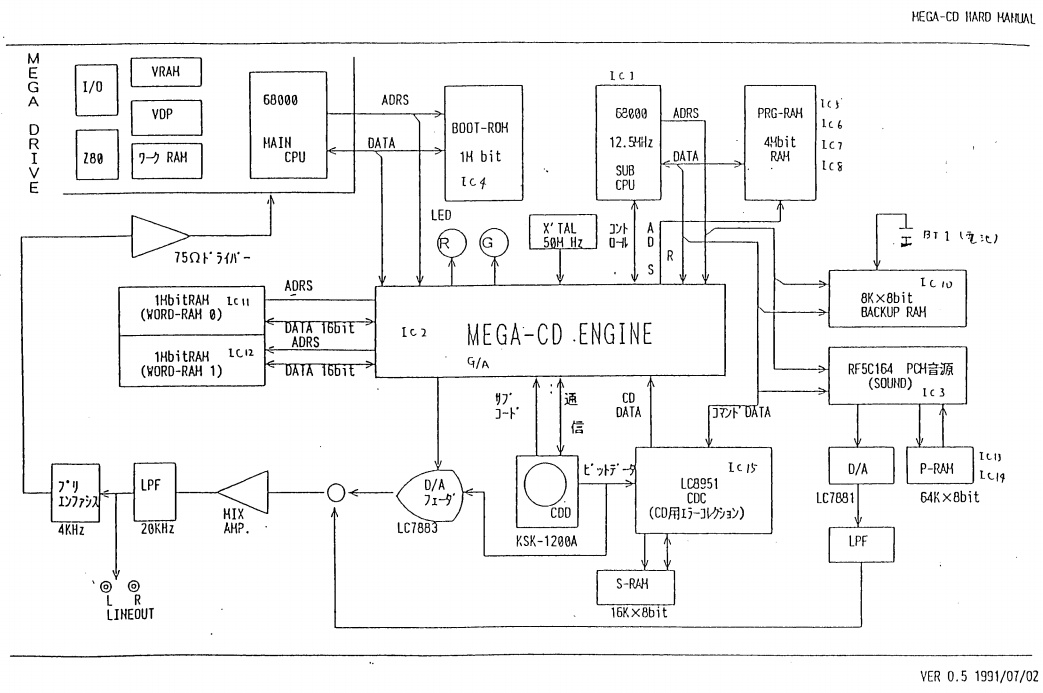 MEGA-CD HARD MANUAL
MEGA DRIVE
I/O
VRAM
VDP
Z80
ワーク RAM
68000
MAIN
CPU
ADRS
DATA
BOOT-ROM
1M bit
IC4
IC1
68000
12.5MHz
SUB
CPU
ADRS
DATA
PRG-RAM
4Mbit
RAM
IC5
IC6
IC7
IC8
75Ωドライバー
LED
R
G
X'TAL
50M Hz
コント
ロール
A
D
R
S
BT1 (電池)
IC10
8K×8bit
BACKUP RAM
1MbitRAM IC11
(WORD-RAM 0)
ADRS
DATA 16bit
1MbitRAM IC12
(WORD-RAM 1)
ADRS
DATA 16bit
IC2
MEGA-CD ENGINE
G/A
RF5C164 PCM音源
(SOUND) IC3
サブ
コード
通
信
CD
DATA
コマンド DATA
D/A
LC7881
P-RAM
64K×8bit
IC13
IC14
プリ
エンファシス
4KHz
LPF
20KHz
MIX
AMP.
D/A
フェーダ
LC7883
CDD
KSK-1200A
ビットデータ
IC15
LC8951
CDC
(CD用エラーコレクション)
LPF
S-RAM
16K×8bit
L R
LINEOUT
VER 0.5 1991/07/02